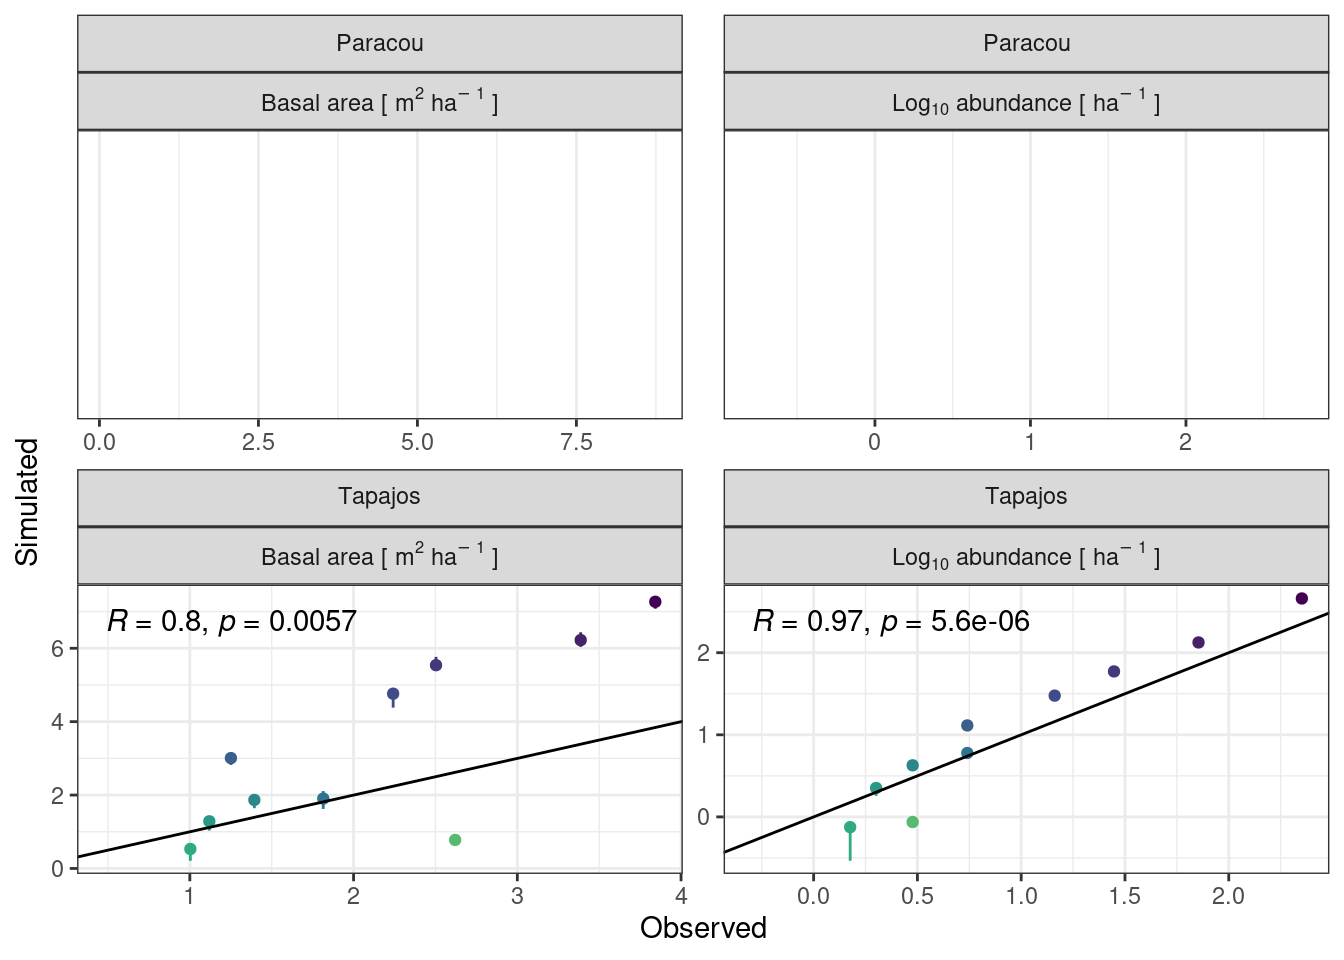 Paracou
Basal area [ m² ha⁻¹ ]
Paracou
Log₁₀ abundance [ ha⁻¹ ]
0.0 2.5 5.0 7.5
0 1 2
Simulated
Tapajos
Basal area [ m² ha⁻¹ ]
R = 0.8, p = 0.0057
6
4
2
0
1 2 3 4
Tapajos
Log₁₀ abundance [ ha⁻¹ ]
R = 0.97, p = 5.6e-06
2
1
0
0.0 0.5 1.0 1.5 2.0
Observed